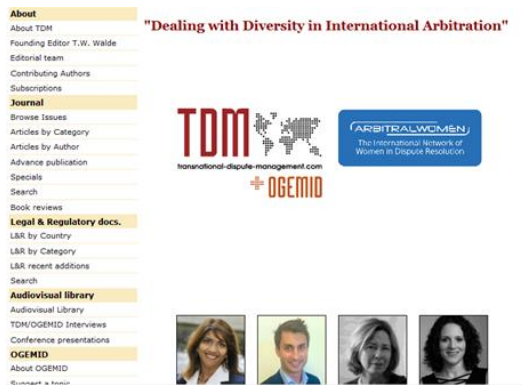 About
About TDM
Founding Editor T.W. Walde
Editorial team
Contributing Authors
Subscriptions
Journal
Browse Issues
Articles by Category
Articles by Author
Advance publication
Specials
Search
Book reviews
Legal & Regulatory docs.
L&R by Country
L&R by Category
L&R recent additions
Search
Audiovisual library
Audiovisual Library
TDM/OGEMID Interviews
Conference presentations
OGEMID
About OGEMID
Suggest a topic
"Dealing with Diversity in International Arbitration"
TDM
transnational-dispute-management.com
+ OGEMID
ARBITRALWOMEN
The International Network of
Women in Dispute Resolution